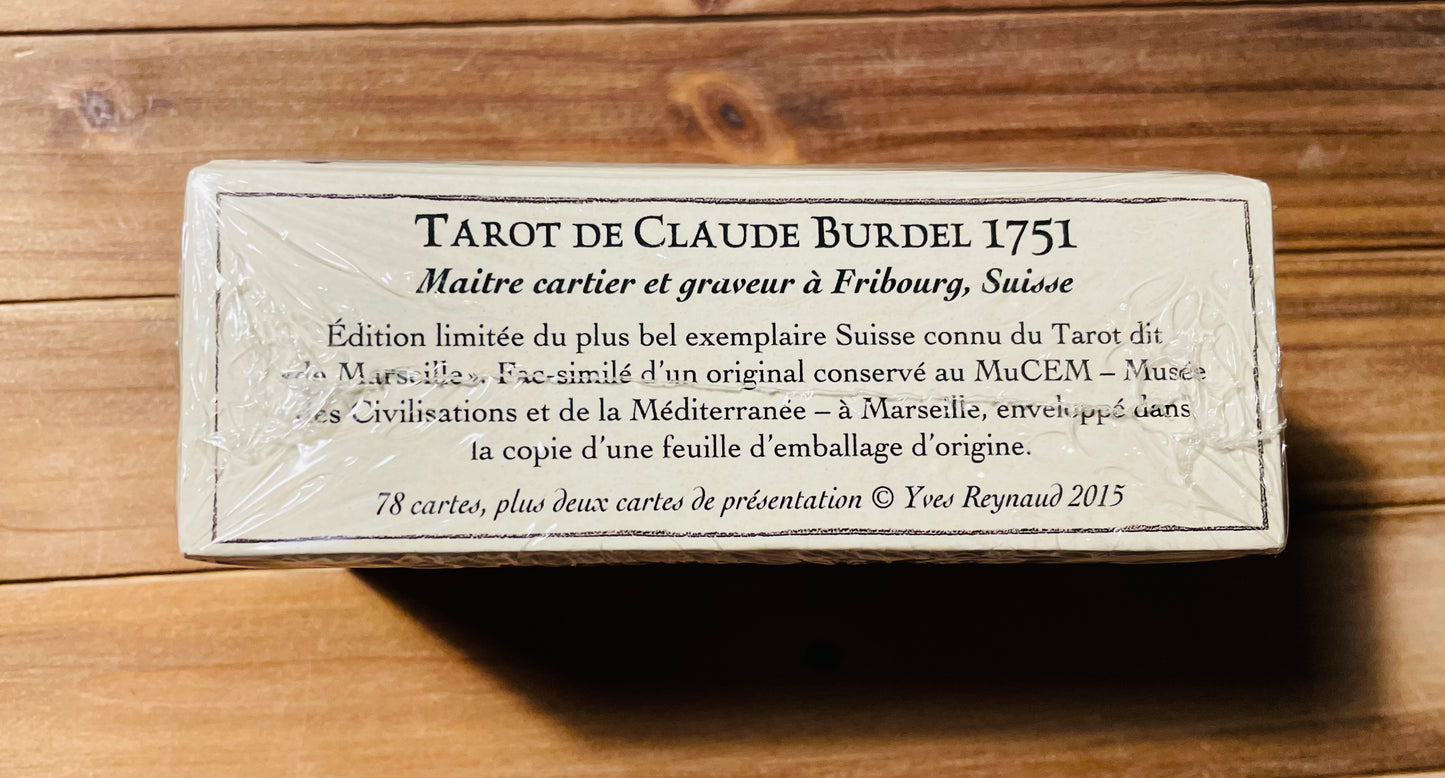 TAROT DE CLAUDE BURDEL 1751
Maitre cartier et graveur à Fribourg, Suisse
Édition limitée du plus bel exemplaire Suisse connu du Tarot dit
«de Marseille». Fac-similé d'un original conservé au MuCEM – Musée
des Civilisations et de la Méditerranée – à Marseille, enveloppé dans
la copie d'une feuille d'emballage d'origine.
78 cartes, plus deux cartes de présentation © Yves Reynaud 2015